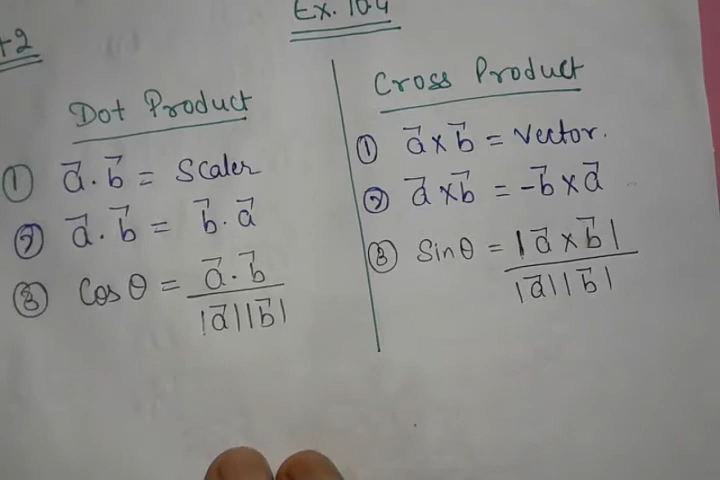 +2
Ex. 10.4
Dot Product
① a⃗ . b⃗ = Scaler
② a⃗ . b⃗ = b⃗ . a⃗
③ Cos θ = a⃗ . b⃗ / |a⃗||b⃗|
Cross Product
① a⃗ × b⃗ = Vector.
② a⃗ × b⃗ = -b⃗ × a⃗
③ Sin θ = |a⃗ × b⃗| / |a⃗||b⃗|